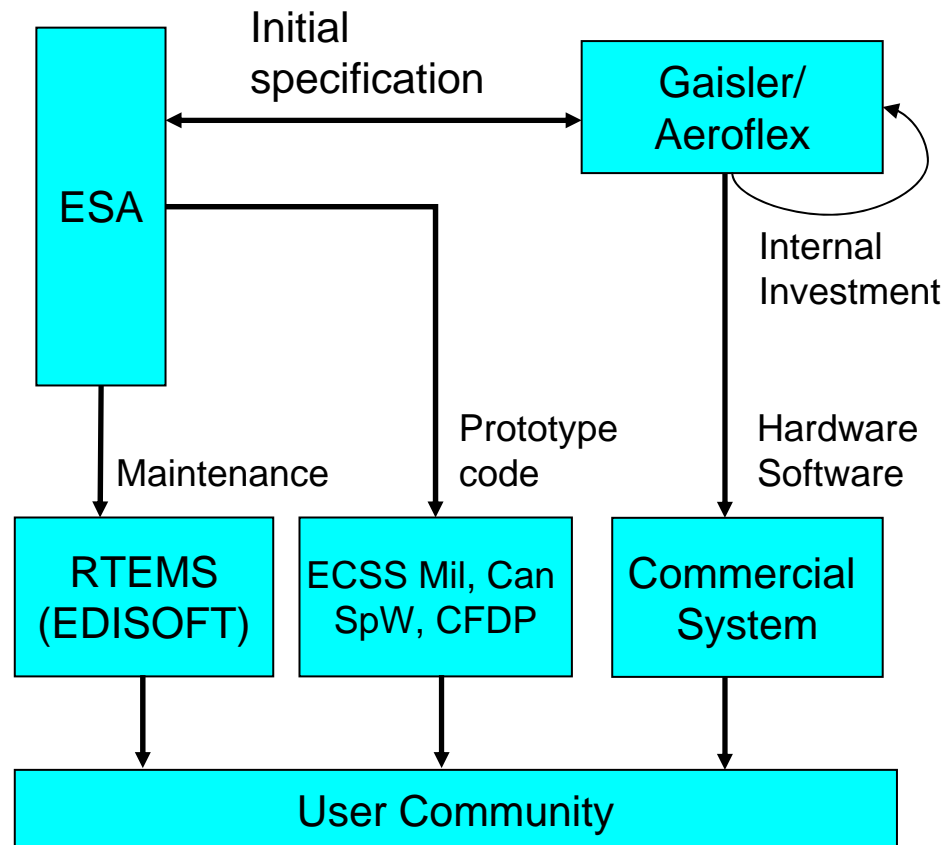 Initial
specification
Gaisler/
Aeroflex
ESA
Internal
Investment
Maintenance
Prototype
code
Hardware
Software
RTEMS
(EDISOFT)
ECSS Mil, Can
SpW, CFDP
Commercial
System
User Community